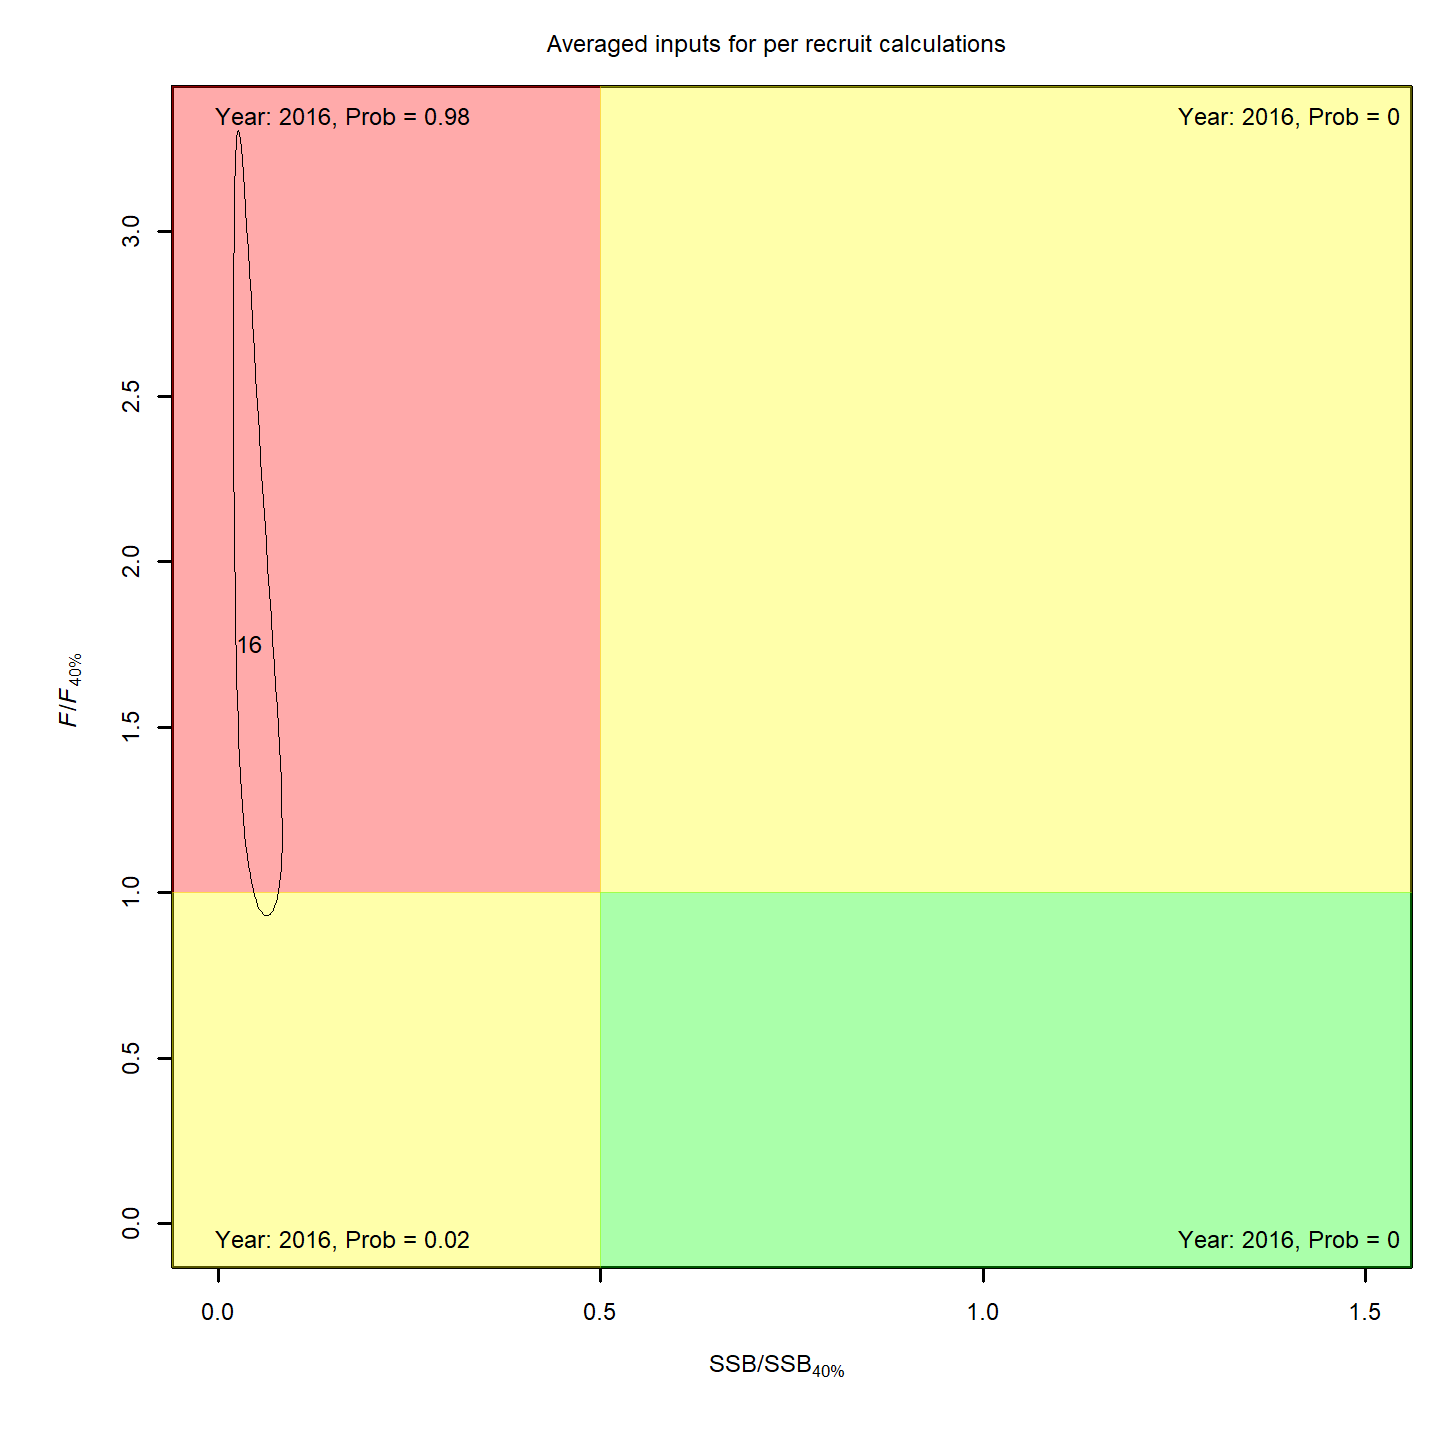 Averaged inputs for per recruit calculations
Year: 2016, Prob = 0.98
Year: 2016, Prob = 0
3.0
2.5
2.0
16
F/F40%
1.5
1.0
0.5
0.0
Year: 2016, Prob = 0.02
Year: 2016, Prob = 0
0.0
0.5
1.0
1.5
SSB/SSB40%